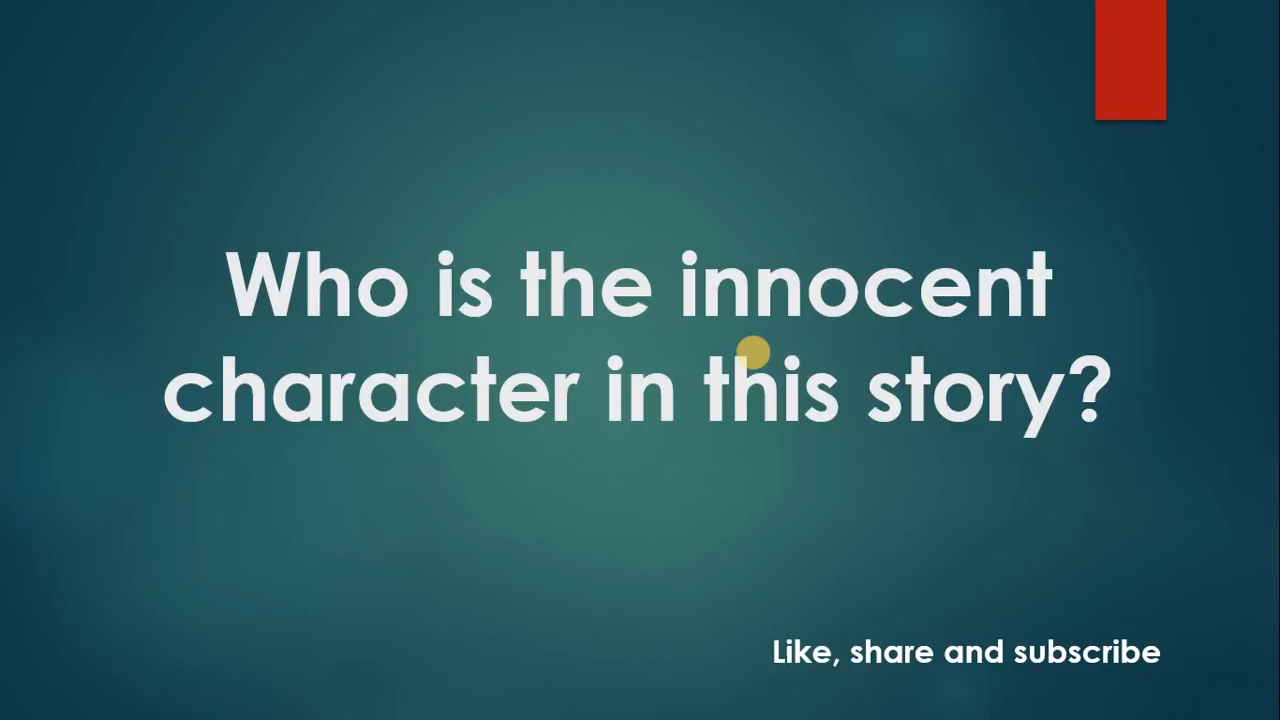 Who is the innocent
character in this story?
Like, share and subscribe